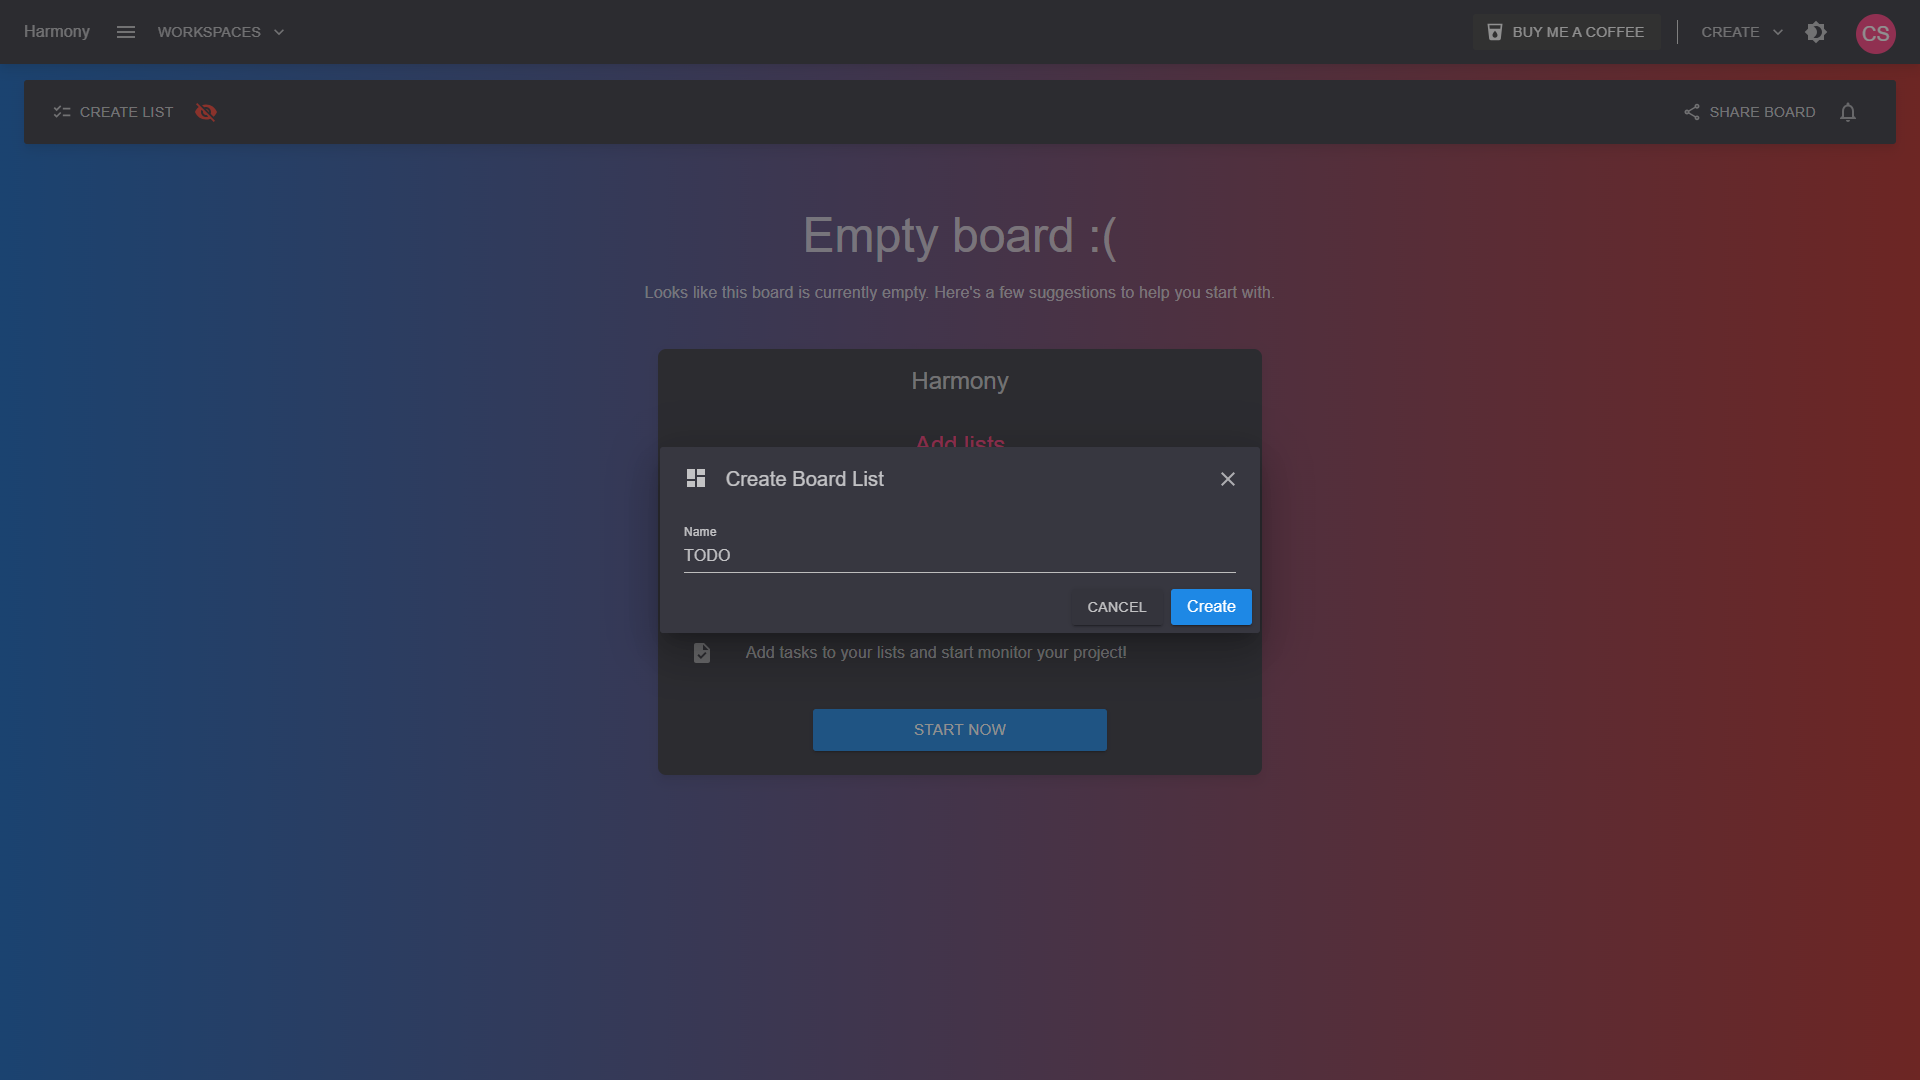 Harmony
WORKSPACES
BUY ME A COFFEE
CREATE
CS
CREATE LIST
SHARE BOARD
Empty board :(
Looks like this board is currently empty. Here's a few suggestions to help you start with.
Harmony
Add lists
Create Board List
Name
TODO
CANCEL
Create
Add tasks to your lists and start monitor your project!
START NOW